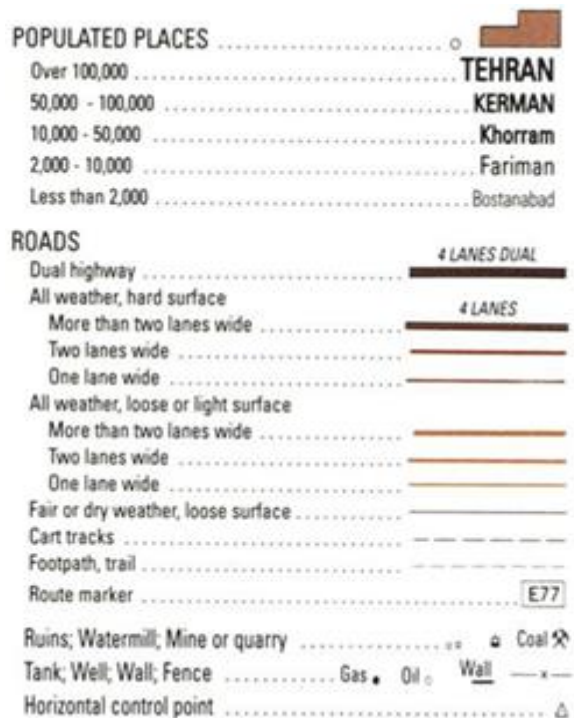 POPULATED PLACES
Over 100,000 TEHRAN
50,000 - 100,000 KERMAN
10,000 - 50,000 Khorram
2,000 - 10,000 Fariman
Less than 2,000 Bostanabad
ROADS
4 LANES DUAL
Dual highway
All weather, hard surface
4 LANES
More than two lanes wide
Two lanes wide
One lane wide
All weather, loose or light surface
More than two lanes wide
Two lanes wide
One lane wide
Fair or dry weather, loose surface
Cart tracks
Footpath, trail
Route marker E77
Ruins; Watermill; Mine or quarry Coal
Tank; Well; Wall; Fence Gas Oil Wall
Horizontal control point